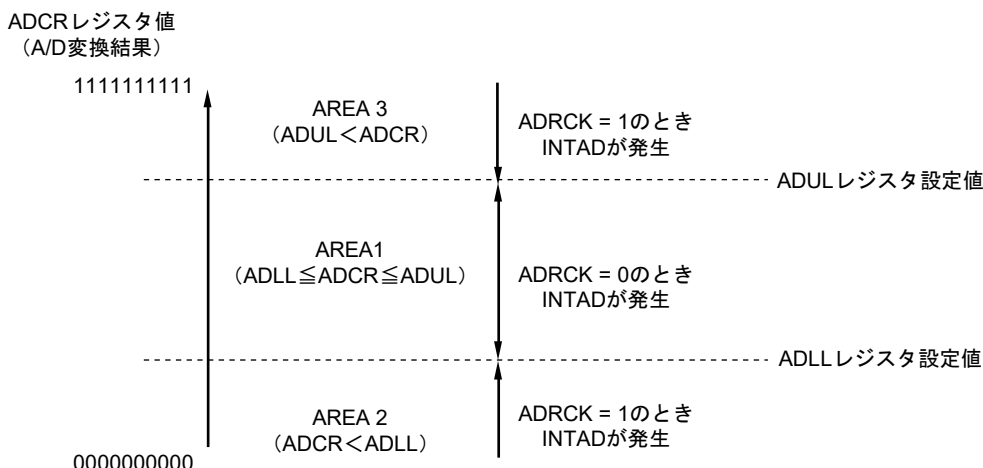 ADCRレジスタ値
（A/D変換結果）
1111111111
AREA 3
（ADUL＜ADCR）
ADRCK = 1のとき
INTADが発生
ADULレジスタ設定値
AREA1
（ADLL≦ADCR≦ADUL）
ADRCK = 0のとき
INTADが発生
ADLLレジスタ設定値
AREA 2
（ADCR＜ADLL）
ADRCK = 1のとき
INTADが発生
0000000000